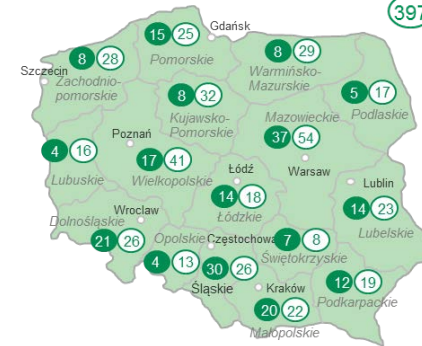 397
15 25
Gdańsk
Pomorskie
8 28
Szczecin
Zachodnio-
pomorskie
8 29
Warmińsko-
Mazurskie
8 32
Kujawsko-
Pomorskie
5 17
Podlaskie
Mazowieckie
37 54
Warsaw
Poznań
4 16
Lubuskie
17 41
Wielkopolskie
Łódź
14 18
Łódzkie
Lublin
14 23
Lubelskie
Dolnośląskie
Wroclaw
21 26
Opolskie
4 13
Częstochowa
30 26
Śląskie
7 8
Świętokrzyskie
Kraków
20 22
Małopolskie
12 19
Podkarpackie